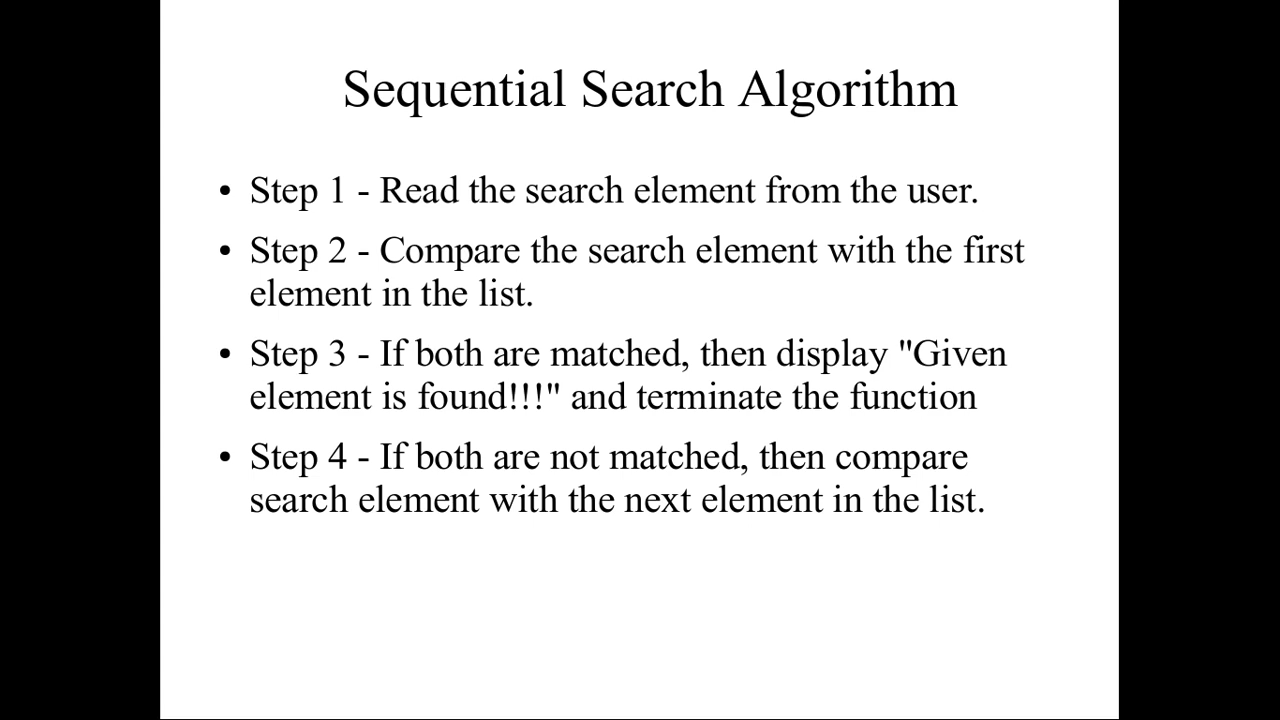 Sequential Search Algorithm
• Step 1 - Read the search element from the user.
• Step 2 - Compare the search element with the first
element in the list.
• Step 3 - If both are matched, then display "Given
element is found!!!" and terminate the function
• Step 4 - If both are not matched, then compare
search element with the next element in the list.